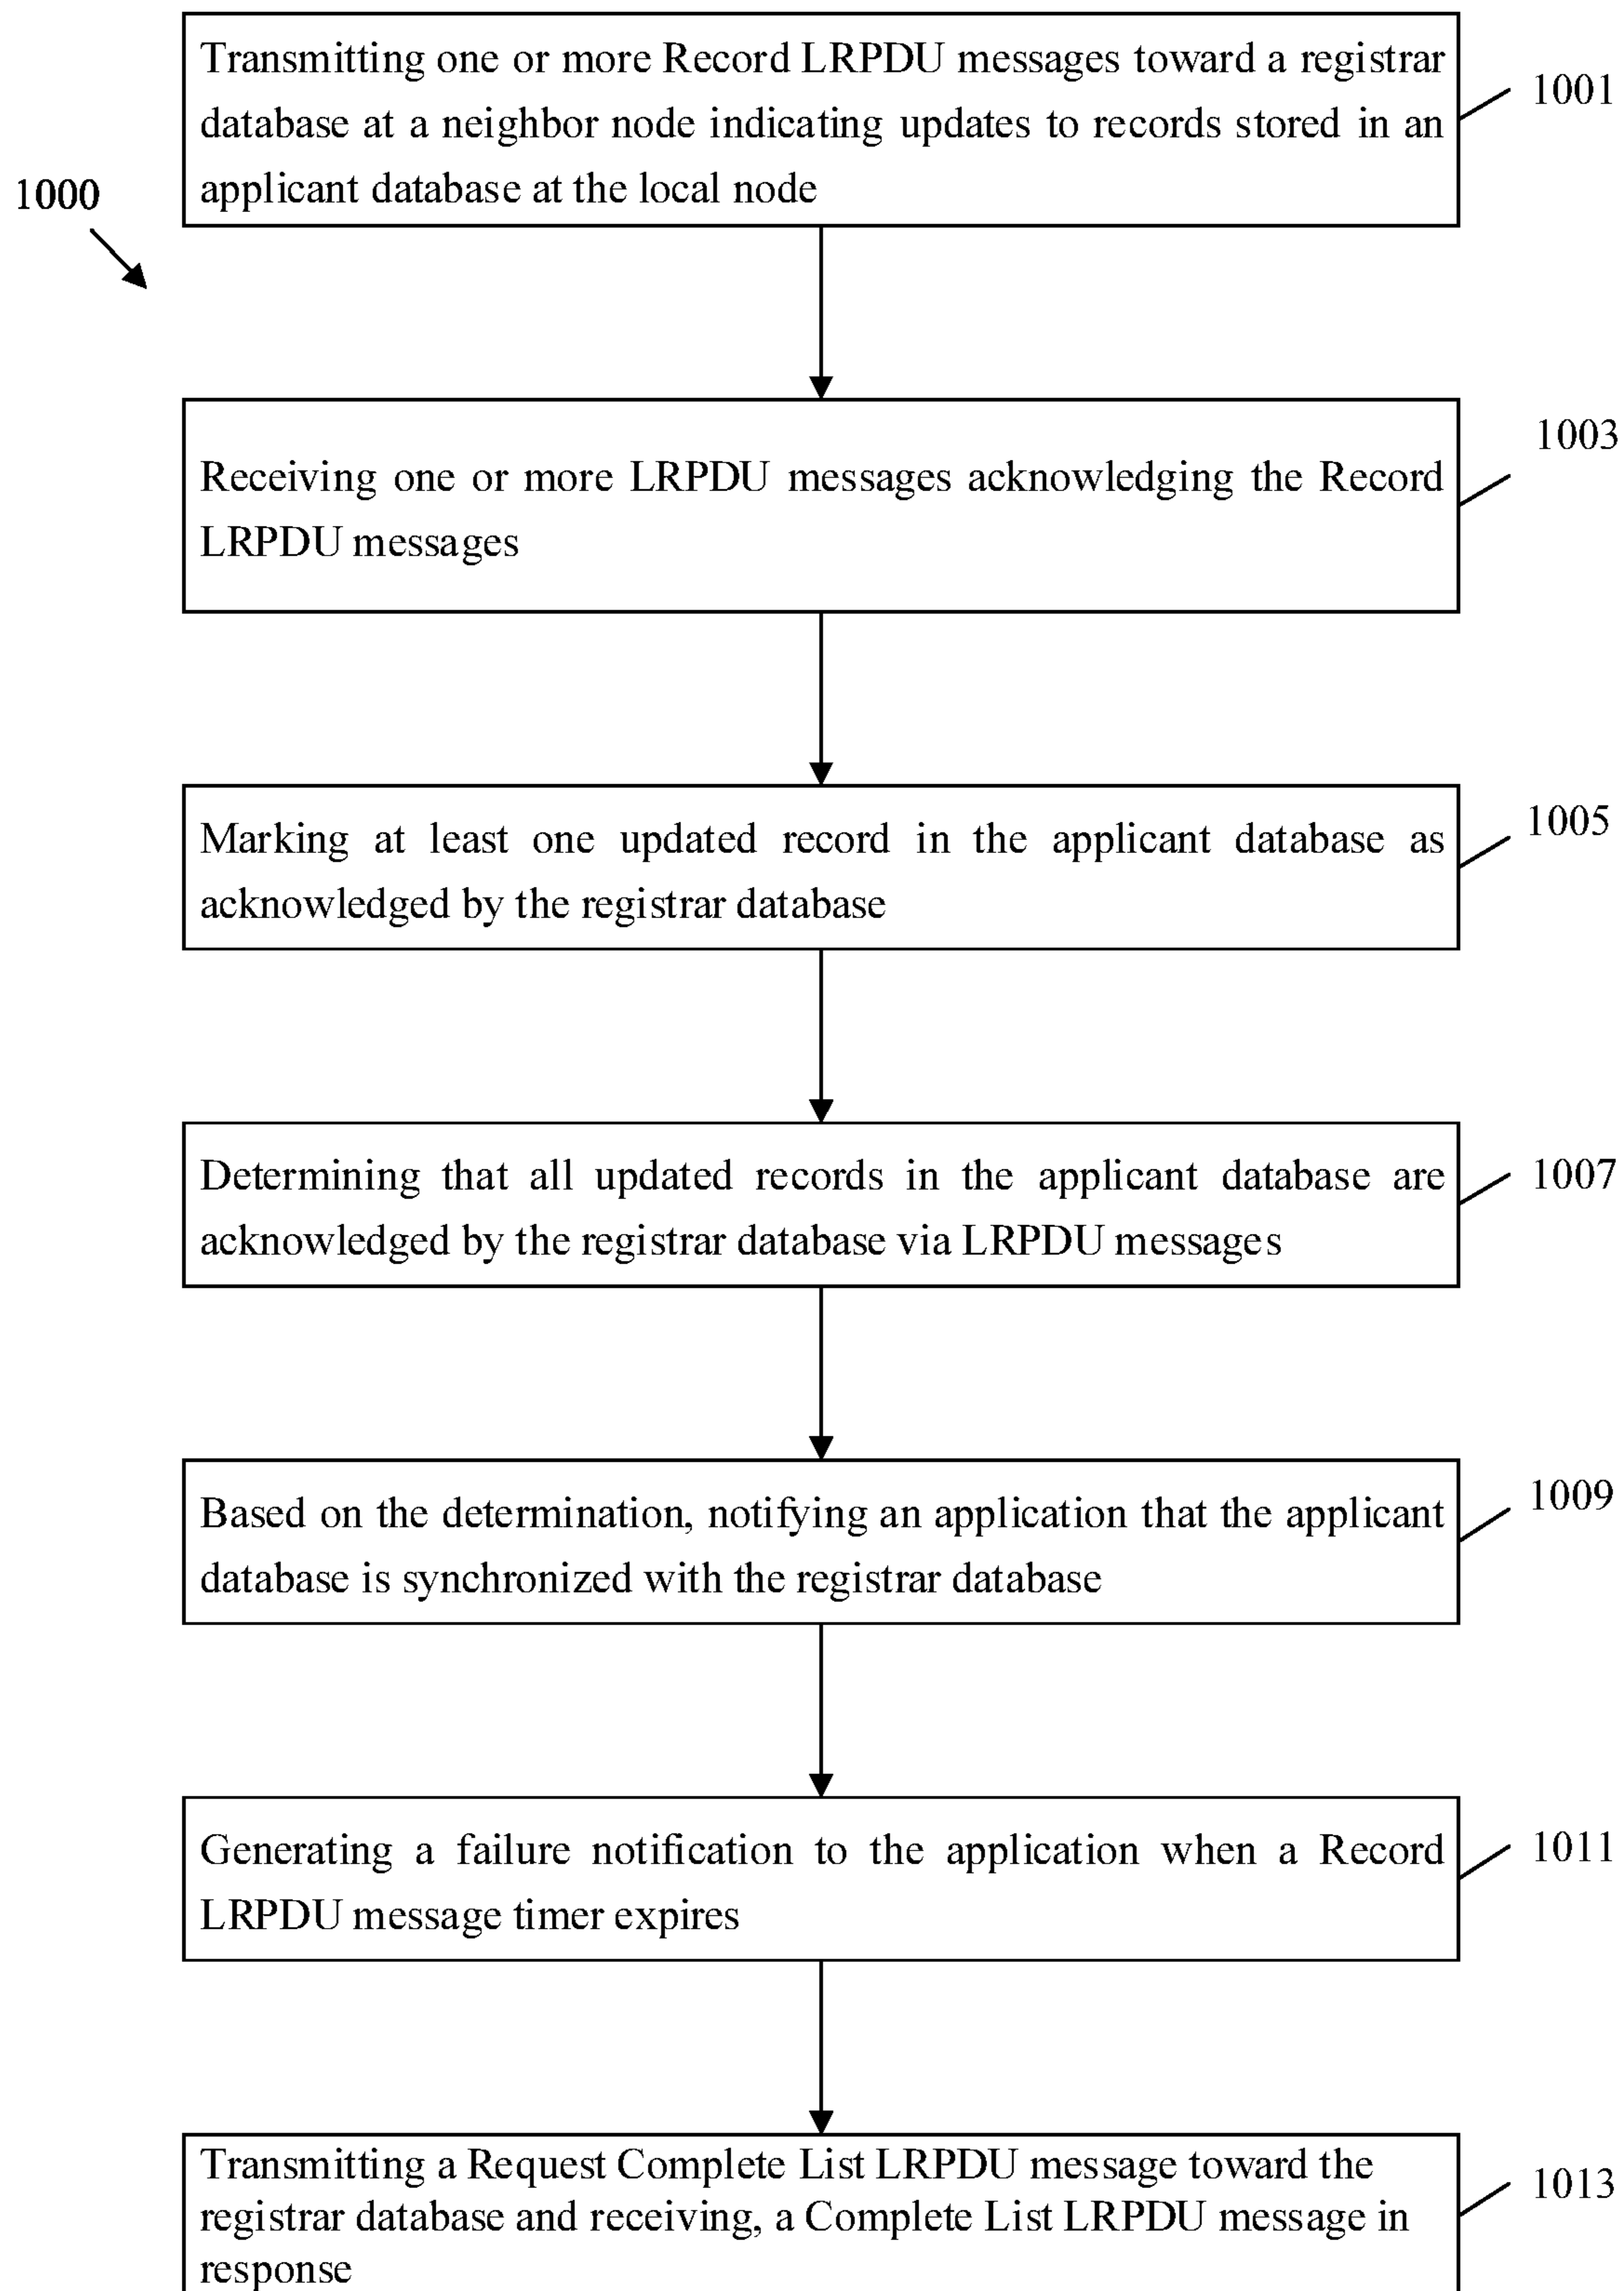 Transmitting one or more Record LRPDU messages toward a registrar
database at a neighbor node indicating updates to records stored in an
applicant database at the local node
1001
1000
Receiving one or more LRPDU messages acknowledging the Record
LRPDU messages
1003
Marking at least one updated record in the applicant database as
acknowledged by the registrar database
1005
Determining that all updated records in the applicant database are
acknowledged by the registrar database via LRPDU messages
1007
Based on the determination, notifying an application that the applicant
database is synchronized with the registrar database
1009
Generating a failure notification to the application when a Record
LRPDU message timer expires
1011
Transmitting a Request Complete List LRPDU message toward the
registrar database and receiving, a Complete List LRPDU message in
response
1013